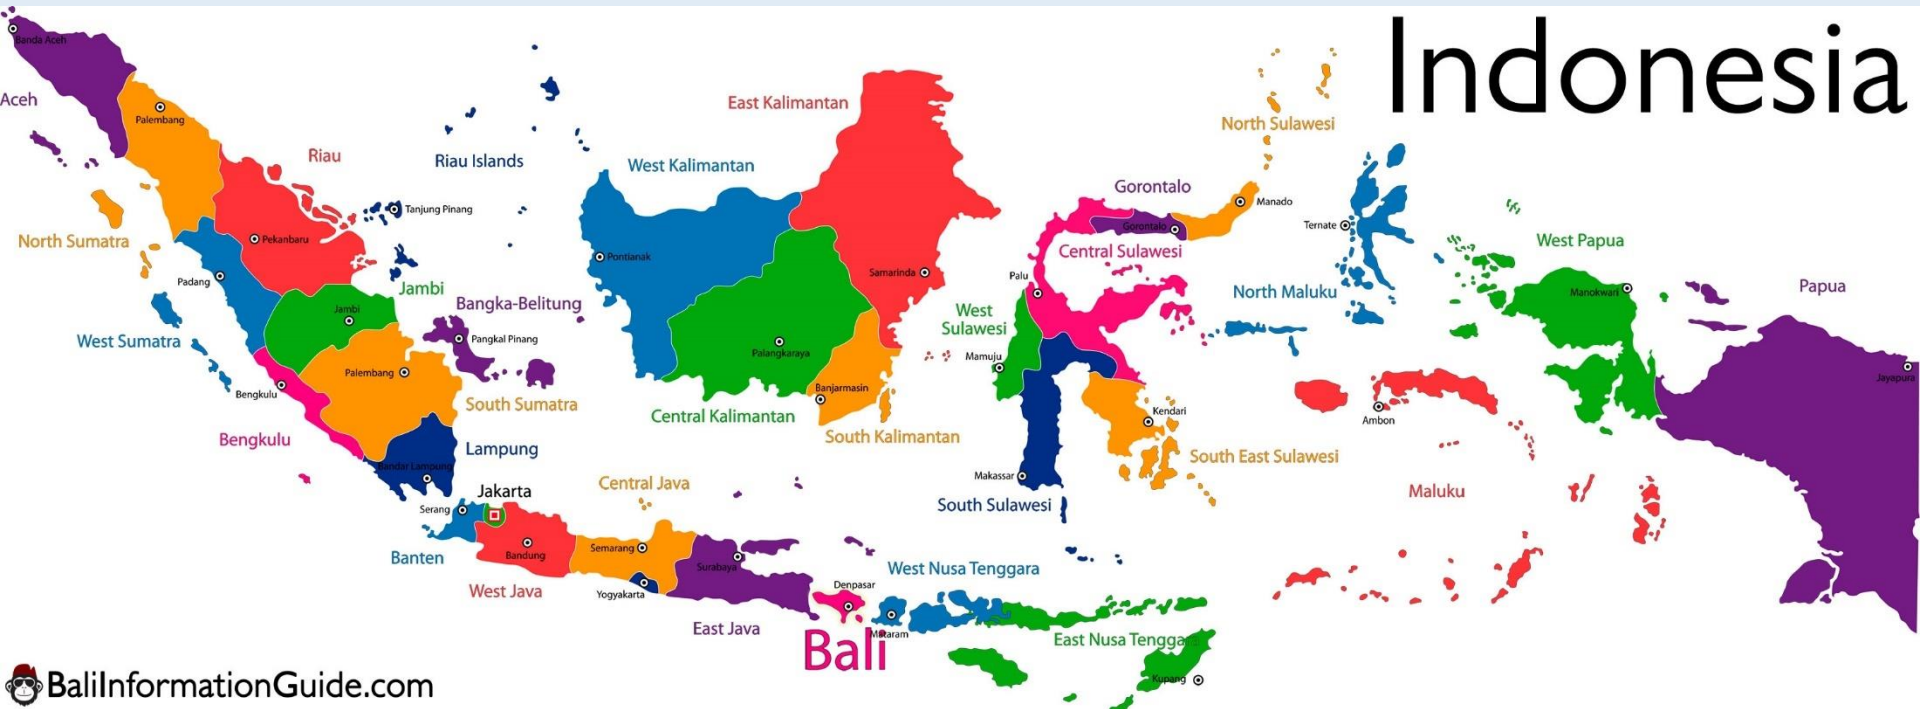 Indonesia
Banda Aceh
Aceh
Palembang
North Sumatra
Riau
Riau Islands
Tanjung Pinang
Pekanbaru
Padang
West Sumatra
Jambi
Jambi
Bangka-Belitung
Pangkal Pinang
Palembang
South Sumatra
Bengkulu
Bengkulu
Lampung
Bandar Lampung
Jakarta
Serang
Banten
Bandung
West Java
Central Java
Semarang
Yogyakarta
Surabaya
East Java
Denpasar
Bali
Mataram
West Nusa Tenggara
East Nusa Tenggara
Kupang
East Kalimantan
West Kalimantan
Pontianak
Samarinda
Palangkaraya
Central Kalimantan
Banjarmasin
South Kalimantan
North Sulawesi
Manado
Gorontalo
Gorontalo
Central Sulawesi
Palu
West
Sulawesi
Mamuju
Kendari
South East Sulawesi
Makassar
South Sulawesi
Ternate
North Maluku
Ambon
Maluku
West Papua
Manokwari
Papua
Jayapura
BaliInformationGuide.com